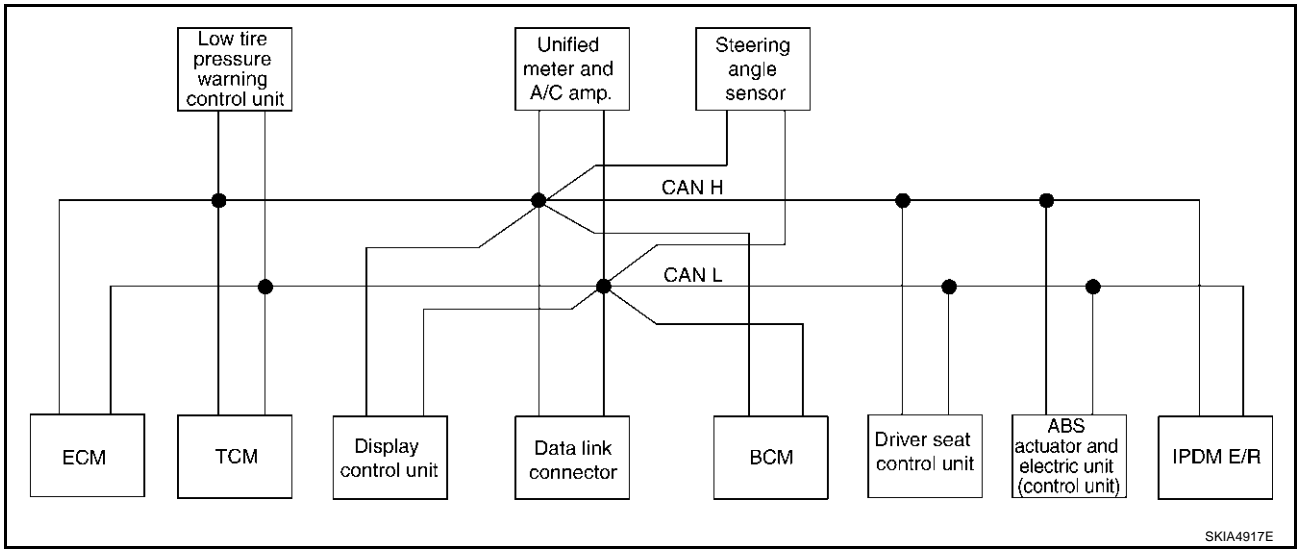 Low tire
pressure
warning
control unit
Unified
meter and
A/C amp.
Steering
angle
sensor
CAN H
CAN L
ECM
TCM
Display
control unit
Data link
connector
BCM
Driver seat
control unit
ABS
actuator and
electric unit
(control unit)
IPDM E/R
SKIA4917E